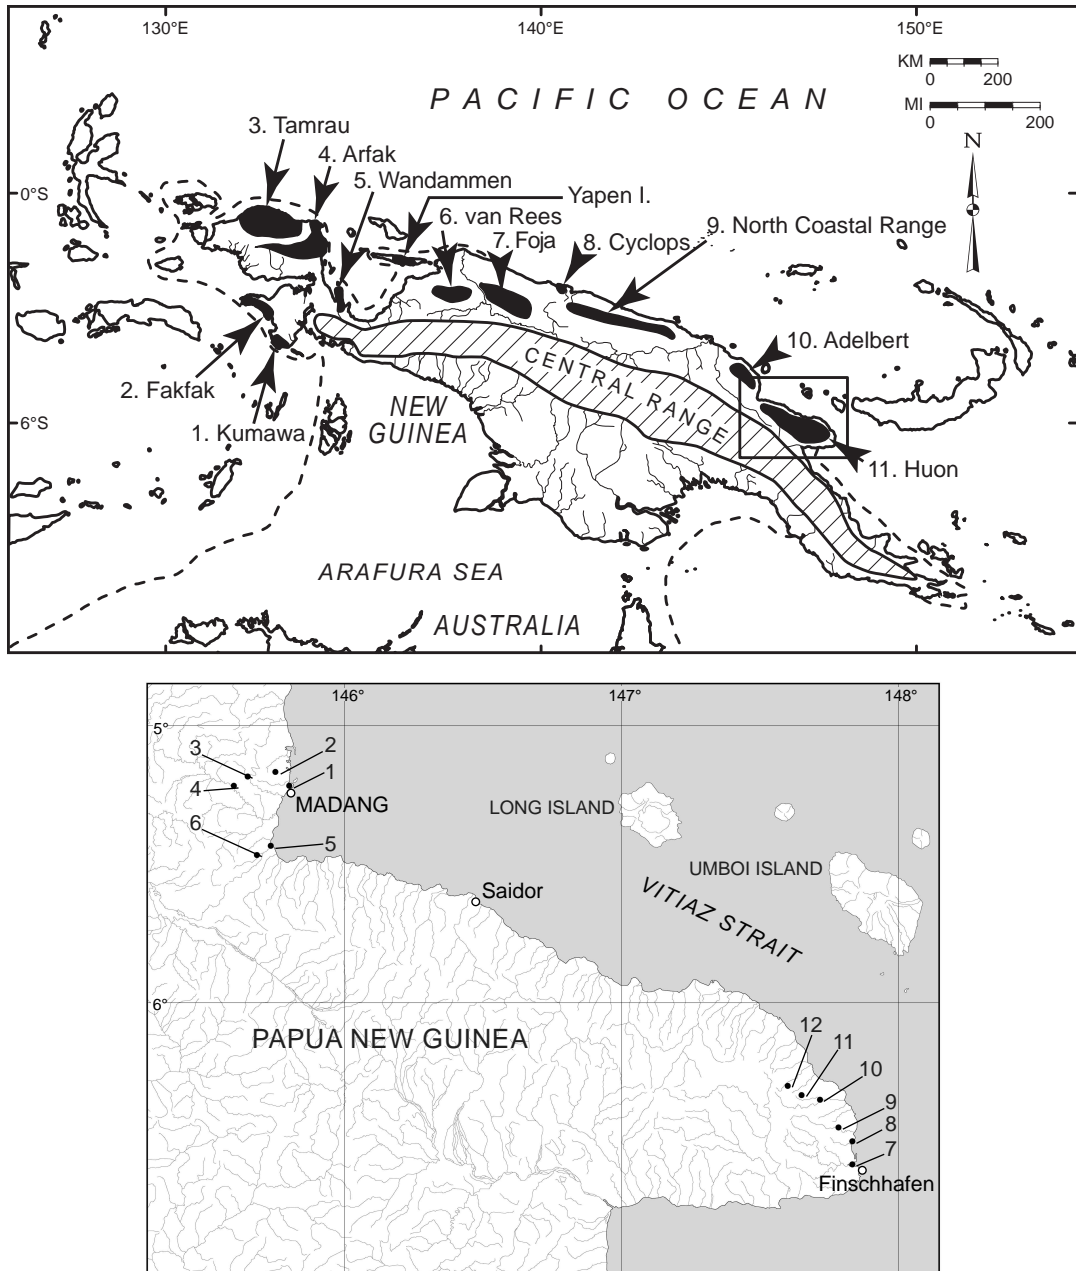 130°E
140°E
150°E
KM
0 200
MI
0 200
PACIFIC OCEAN
N
3. Tamrau
4. Arfak
5. Wandammen
Yapen I.
0°S
6. van Rees
7. Foja
8. Cyclops
9. North Coastal Range
10. Adelbert
2. Fakfak
CENTRAL RANGE
NEW
GUINEA
6°S
1. Kumawa
11. Huon
ARAFURA SEA
AUSTRALIA
146°
147°
148°
5°
3
2
1
4
MADANG
LONG ISLAND
6
5
UMBOI ISLAND
Saidor
VITIAZ STRAIT
6°
PAPUA NEW GUINEA
12
11
10
9
8
7
Finschhafen